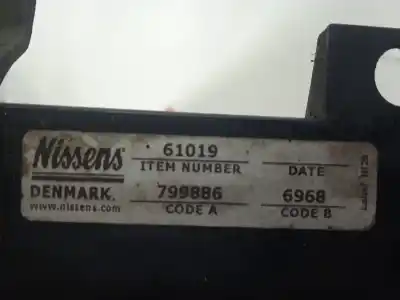 Nissens
DENMARK.
www.nissens.com
61019
ITEM NUMBER
DATE
799886
CODE A
6968
CODE B